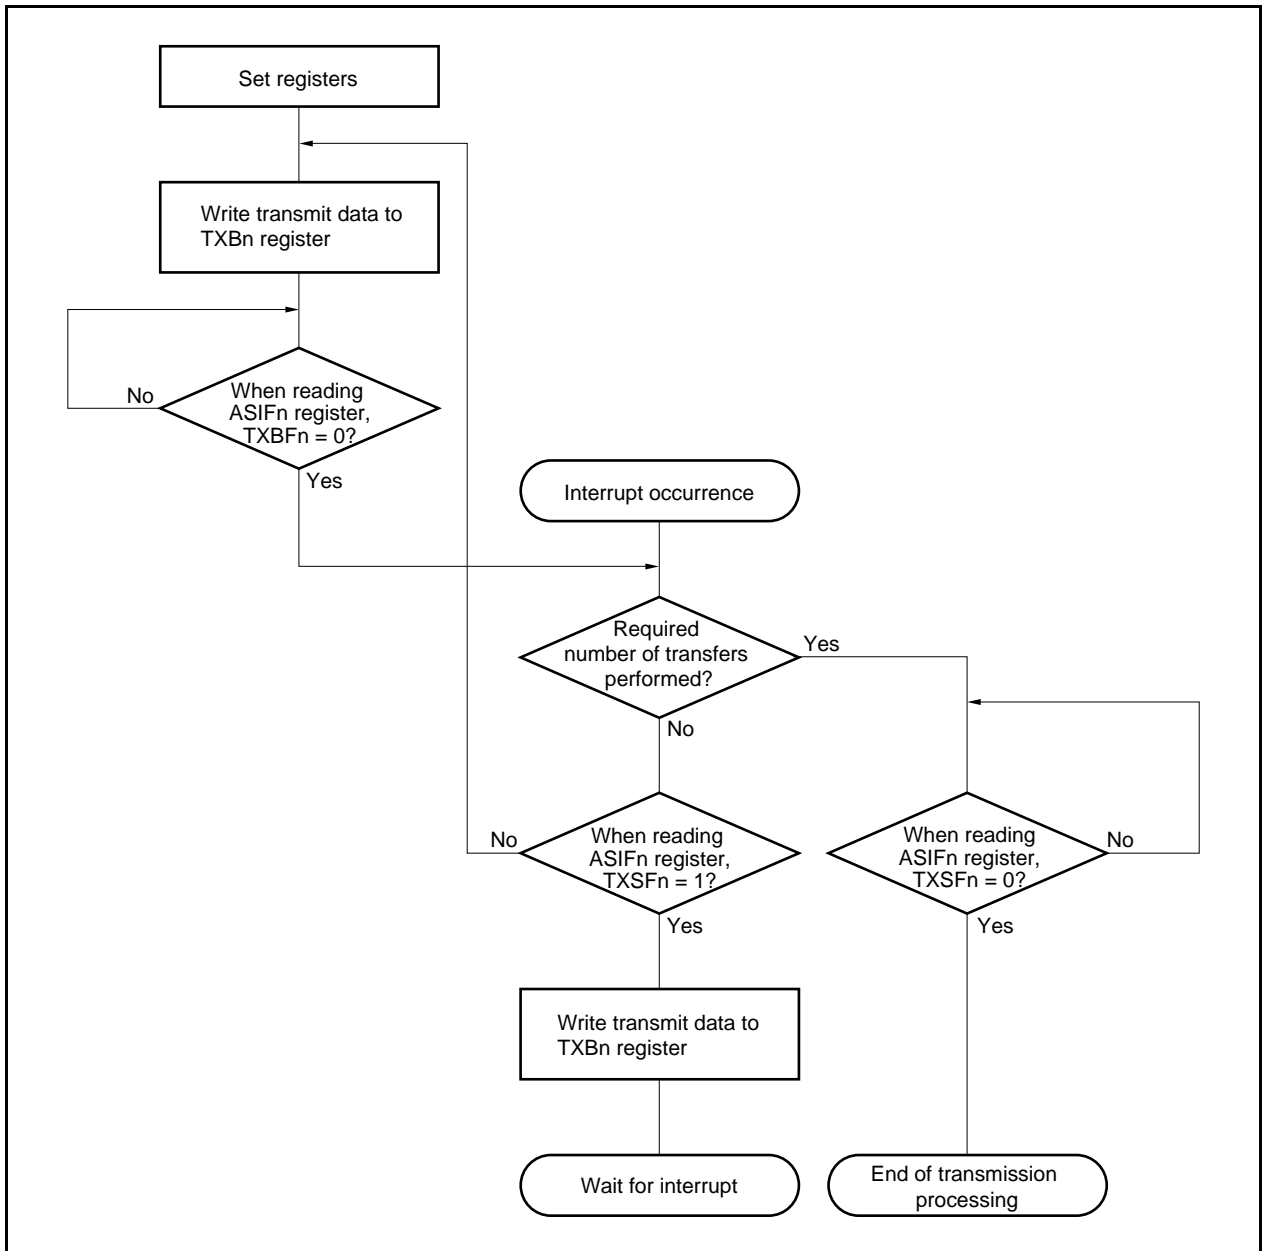 Set registers
Write transmit data to
TXBn register
No
When reading
ASIFn register,
TXBFn = 0?
Yes
Interrupt occurrence
Required
number of transfers
performed?
Yes
No
No
When reading
ASIFn register,
TXSFn = 1?
Yes
When reading
ASIFn register,
TXSFn = 0?
No
Yes
Write transmit data to
TXBn register
Wait for interrupt
End of transmission
processing